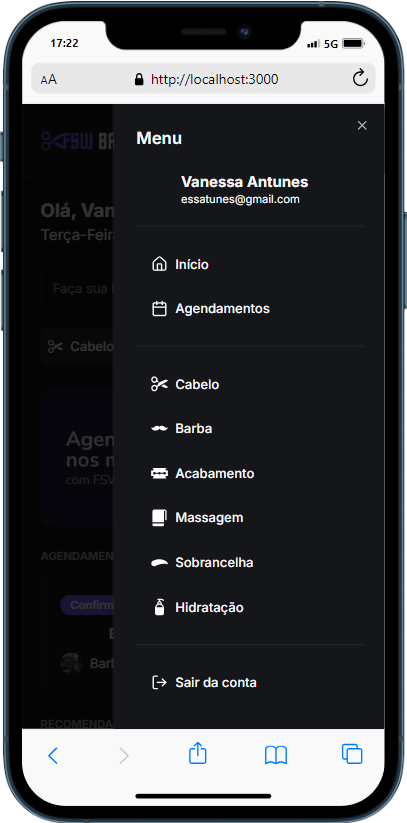 17:22
5G
AA
http://localhost:3000
Menu
FSW BA
Vanessa Antunes
essatunes@gmail.com
Olá, Van
Terça-Feir
Início
Faça sua
Agendamentos
Cabelo
Cabelo
Barba
Agen
nos m
com FSW
Acabamento
Massagem
AGENDAMEN
Sobrancelha
Confirm
Hidratação
Barl
Sair da conta
RECOMENDA